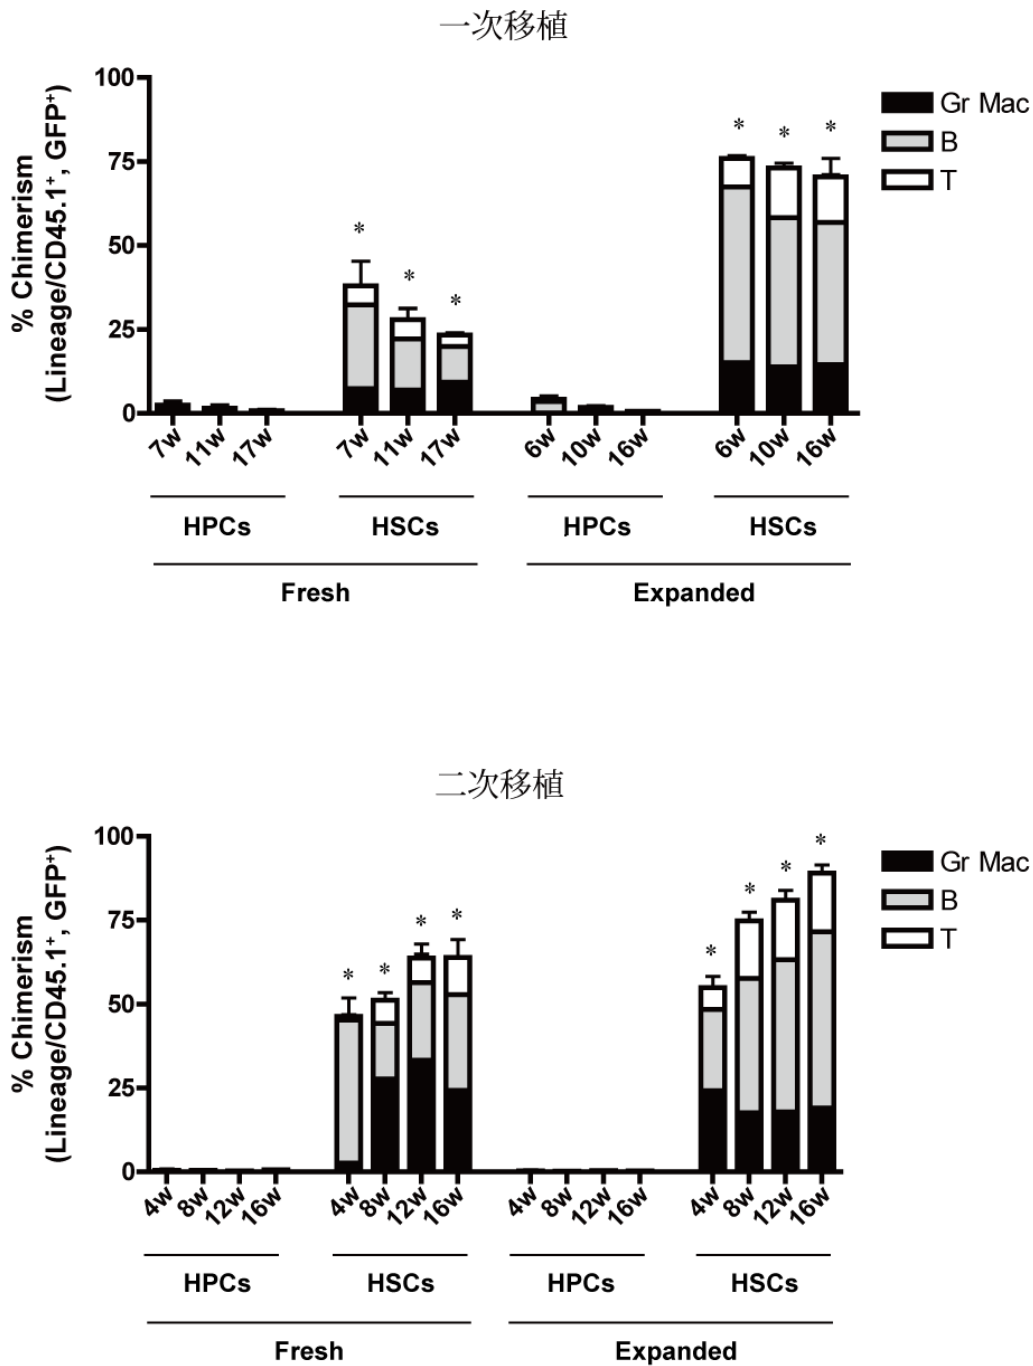 一次移植
% Chimerism
(Lineage/CD45.1⁺, GFP⁺)
100
75
50
25
0
* * * * * *
Gr Mac
B
T
7w 11w 17w 7w 11w 17w 6w 10w 16w 6w 10w 16w
HPCs HSCs HPCs HSCs
Fresh Expanded
二次移植
% Chimerism
(Lineage/CD45.1⁺, GFP⁺)
100
75
50
25
0
* * * * * * * *
Gr Mac
B
T
4w 8w 12w 16w 4w 8w 12w 16w 4w 8w 12w 16w 4w 8w 12w 16w
HPCs HSCs HPCs HSCs
Fresh Expanded